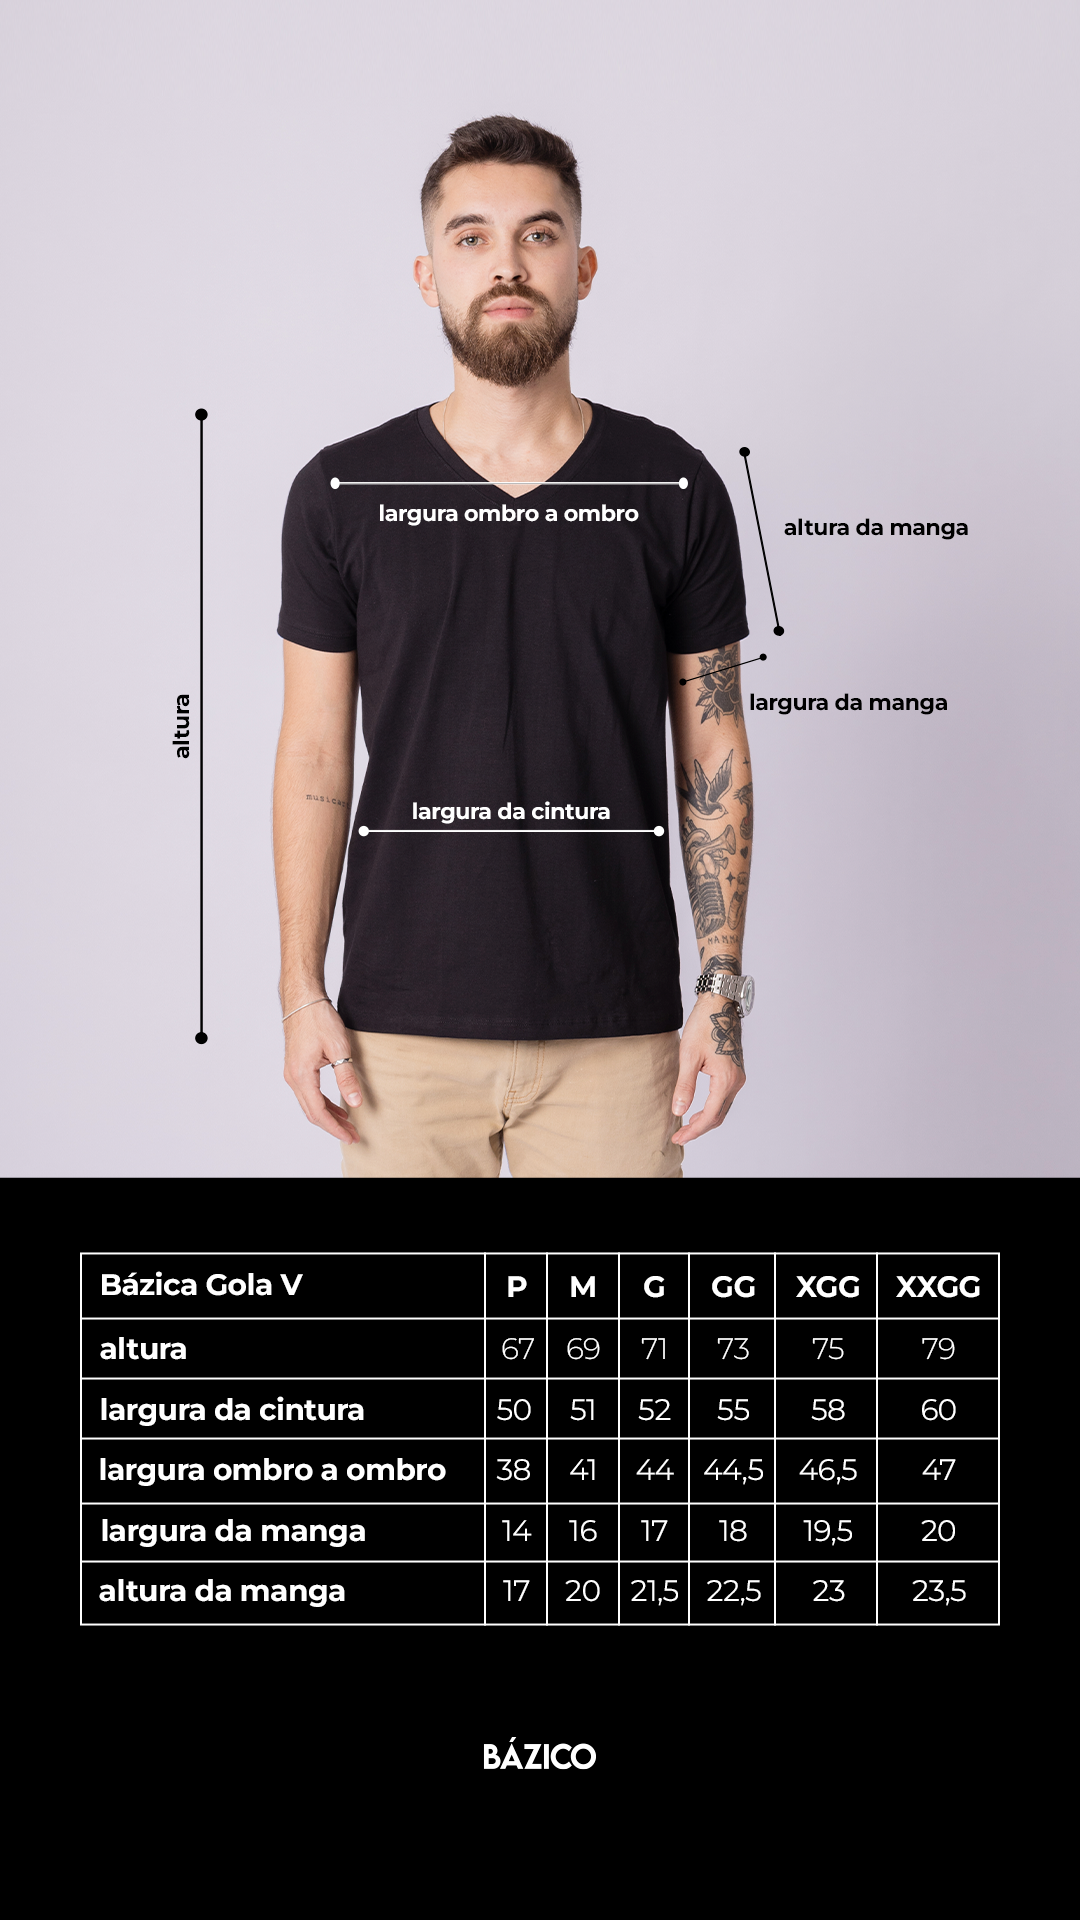 largura ombro a ombro
altura da manga
largura da manga
altura
musica
largura da cintura
MAMMA
Bázica Gola V P M G GG XGG XXGG
altura 67 69 71 73 75 79
largura da cintura 50 51 52 55 58 60
largura ombro a ombro 38 41 44 44,5 46,5 47
largura da manga 14 16 17 18 19,5 20
altura da manga 17 20 21,5 22,5 23 23,5
BÁZICO